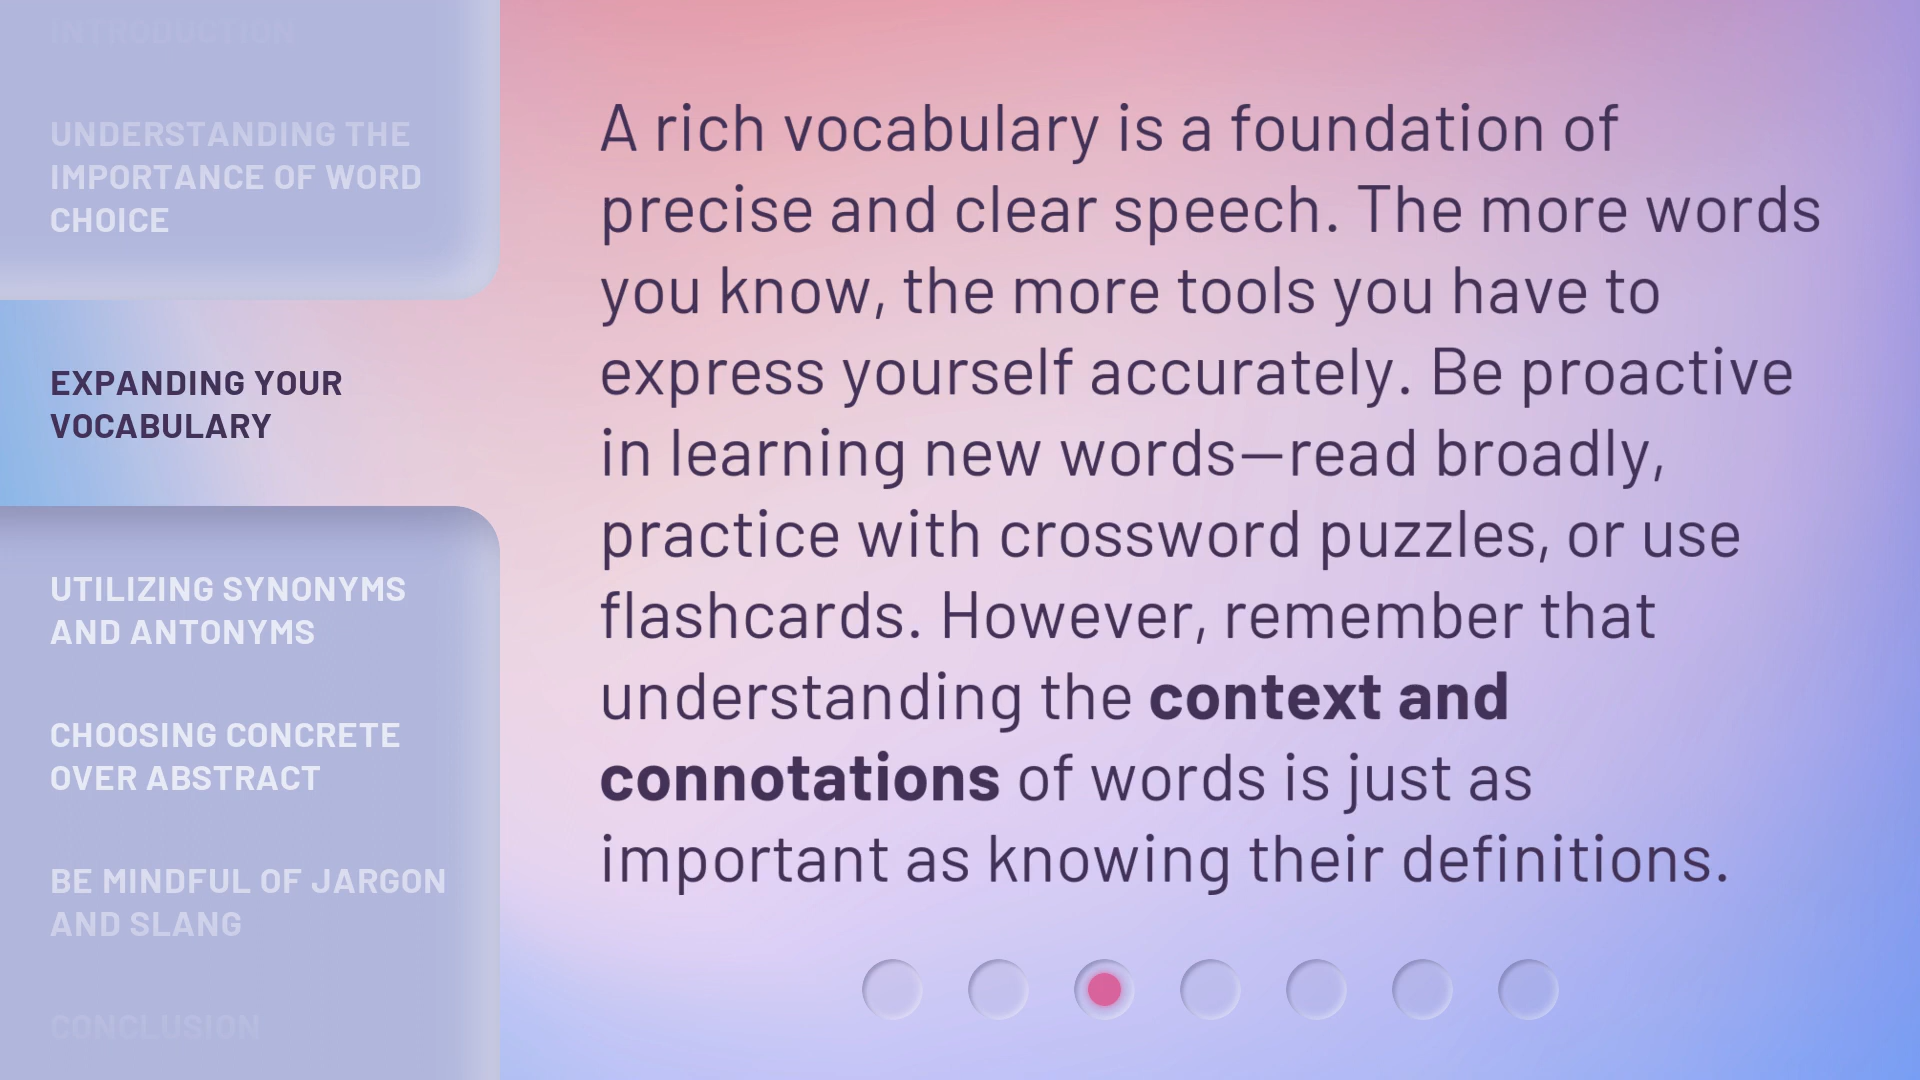 INTRODUCTION
UNDERSTANDING THE
IMPORTANCE OF WORD
CHOICE
EXPANDING YOUR
VOCABULARY
UTILIZING SYNONYMS
AND ANTONYMS
CHOOSING CONCRETE
OVER ABSTRACT
BE MINDFUL OF JARGON
AND SLANG
CONCLUSION
A rich vocabulary is a foundation of
precise and clear speech. The more words
you know, the more tools you have to
express yourself accurately. Be proactive
in learning new words—read broadly,
practice with crossword puzzles, or use
flashcards. However, remember that
understanding the context and
connotations of words is just as
important as knowing their definitions.